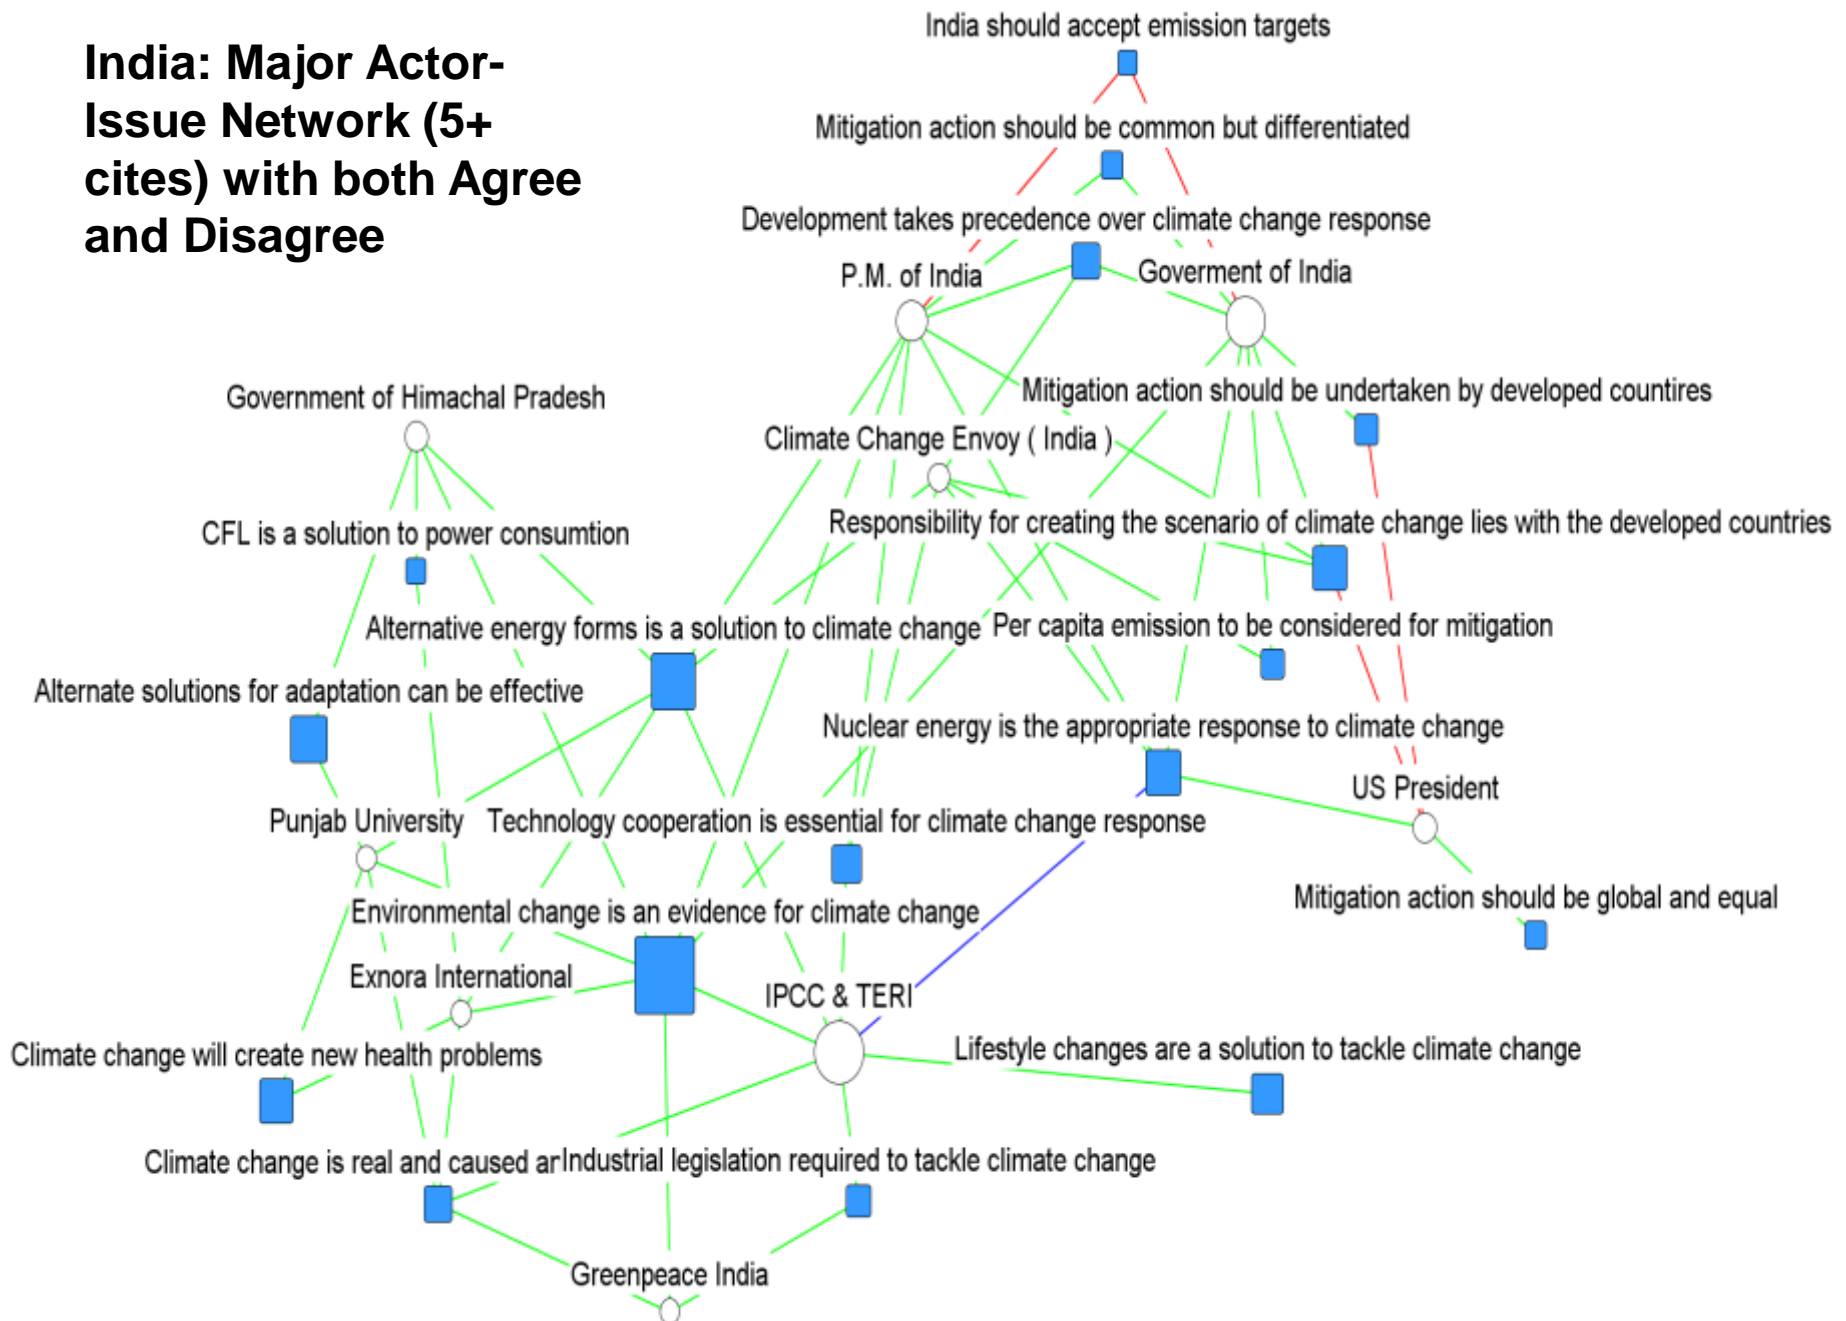 India: Major Actor-
Issue Network (5+
cites) with both Agree
and Disagree
India should accept emission targets
Mitigation action should be common but differentiated
Development takes precedence over climate change response
P.M. of India
Goverment of India
Government of Himachal Pradesh
Mitigation action should be undertaken by developed countires
Climate Change Envoy ( India )
Responsibility for creating the scenario of climate change lies with the developed countries
CFL is a solution to power consumtion
Alternative energy forms is a solution to climate change
Per capita emission to be considered for mitigation
Alternate solutions for adaptation can be effective
Nuclear energy is the appropriate response to climate change
US President
Punjab University
Technology cooperation is essential for climate change response
Mitigation action should be global and equal
Environmental change is an evidence for climate change
Exnora International
IPCC & TERI
Lifestyle changes are a solution to tackle climate change
Climate change will create new health problems
Climate change is real and caused
Industrial legislation required to tackle climate change
Greenpeace India